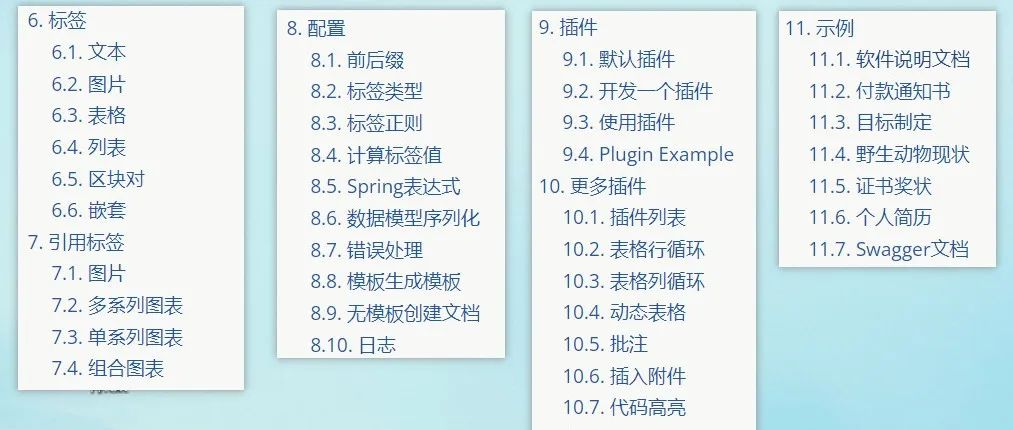 6. 标签
6.1. 文本
6.2. 图片
6.3. 表格
6.4. 列表
6.5. 区块对
6.6. 嵌套
7. 引用标签
7.1. 图片
7.2. 多系列图表
7.3. 单系列图表
7.4. 组合图表
8. 配置
8.1. 前后缀
8.2. 标签类型
8.3. 标签正则
8.4. 计算标签值
8.5. Spring表达式
8.6. 数据模型序列化
8.7. 错误处理
8.8. 模板生成模板
8.9. 无模板创建文档
8.10. 日志
9. 插件
9.1. 默认插件
9.2. 开发一个插件
9.3. 使用插件
9.4. Plugin Example
10. 更多插件
10.1. 插件列表
10.2. 表格行循环
10.3. 表格列循环
10.4. 动态表格
10.5. 批注
10.6. 插入附件
10.7. 代码高亮
11. 示例
11.1. 软件说明文档
11.2. 付款通知书
11.3. 目标制定
11.4. 野生动物现状
11.5. 证书奖状
11.6. 个人简历
11.7. Swagger文档